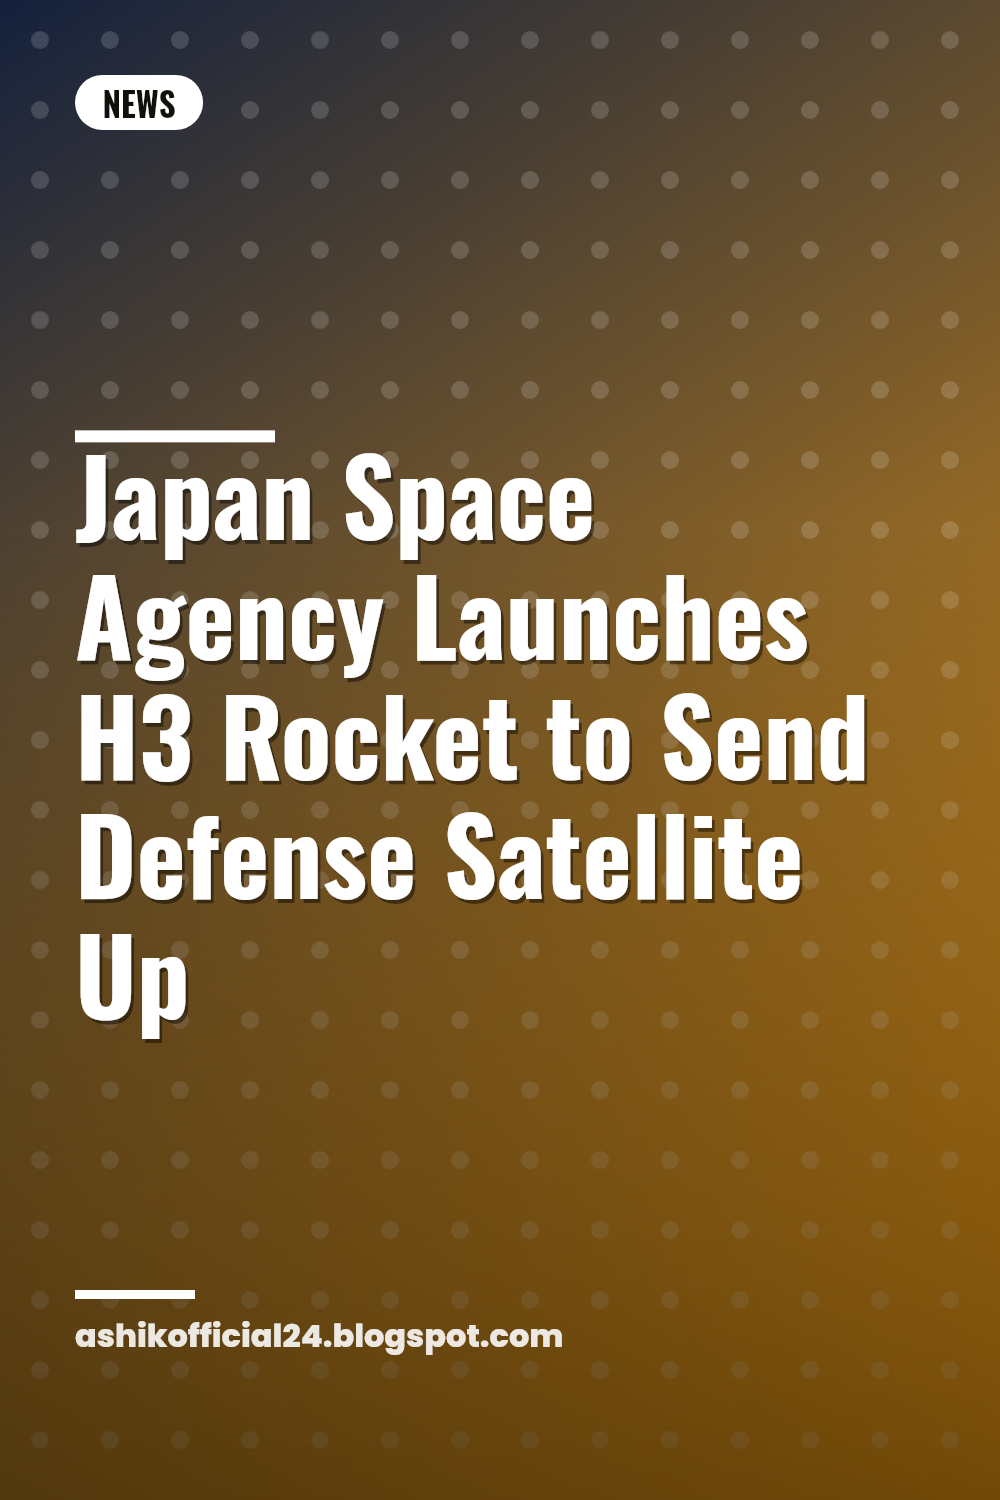 NEWS
Japan Space
Agency Launches
H3 Rocket to Send
Defense Satellite
Up
ashikofficial24.blogspot.com